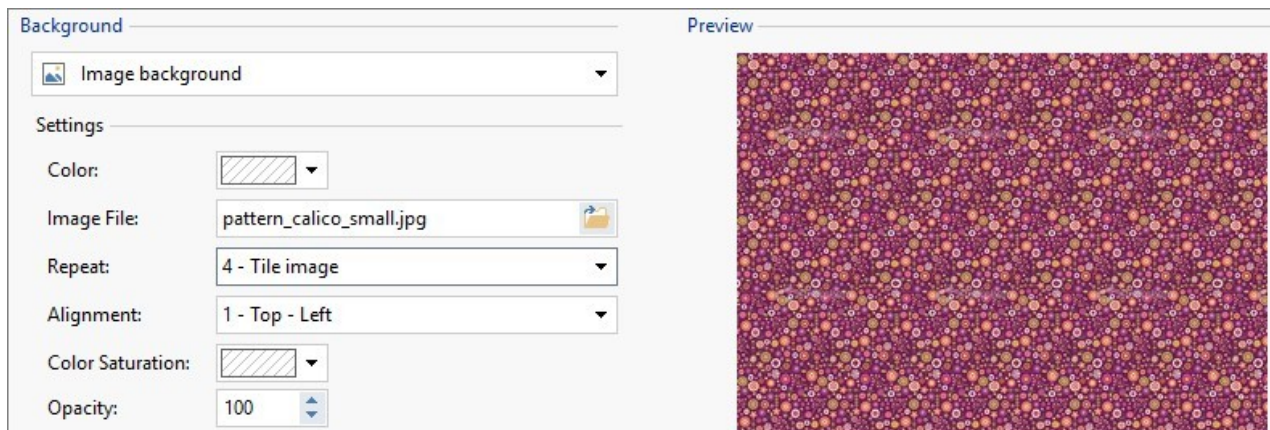 Background
Image background
Settings
Color:
Image File: pattern_calico_small.jpg
Repeat: 4 - Tile image
Alignment: 1 - Top - Left
Color Saturation:
Opacity: 100
Preview